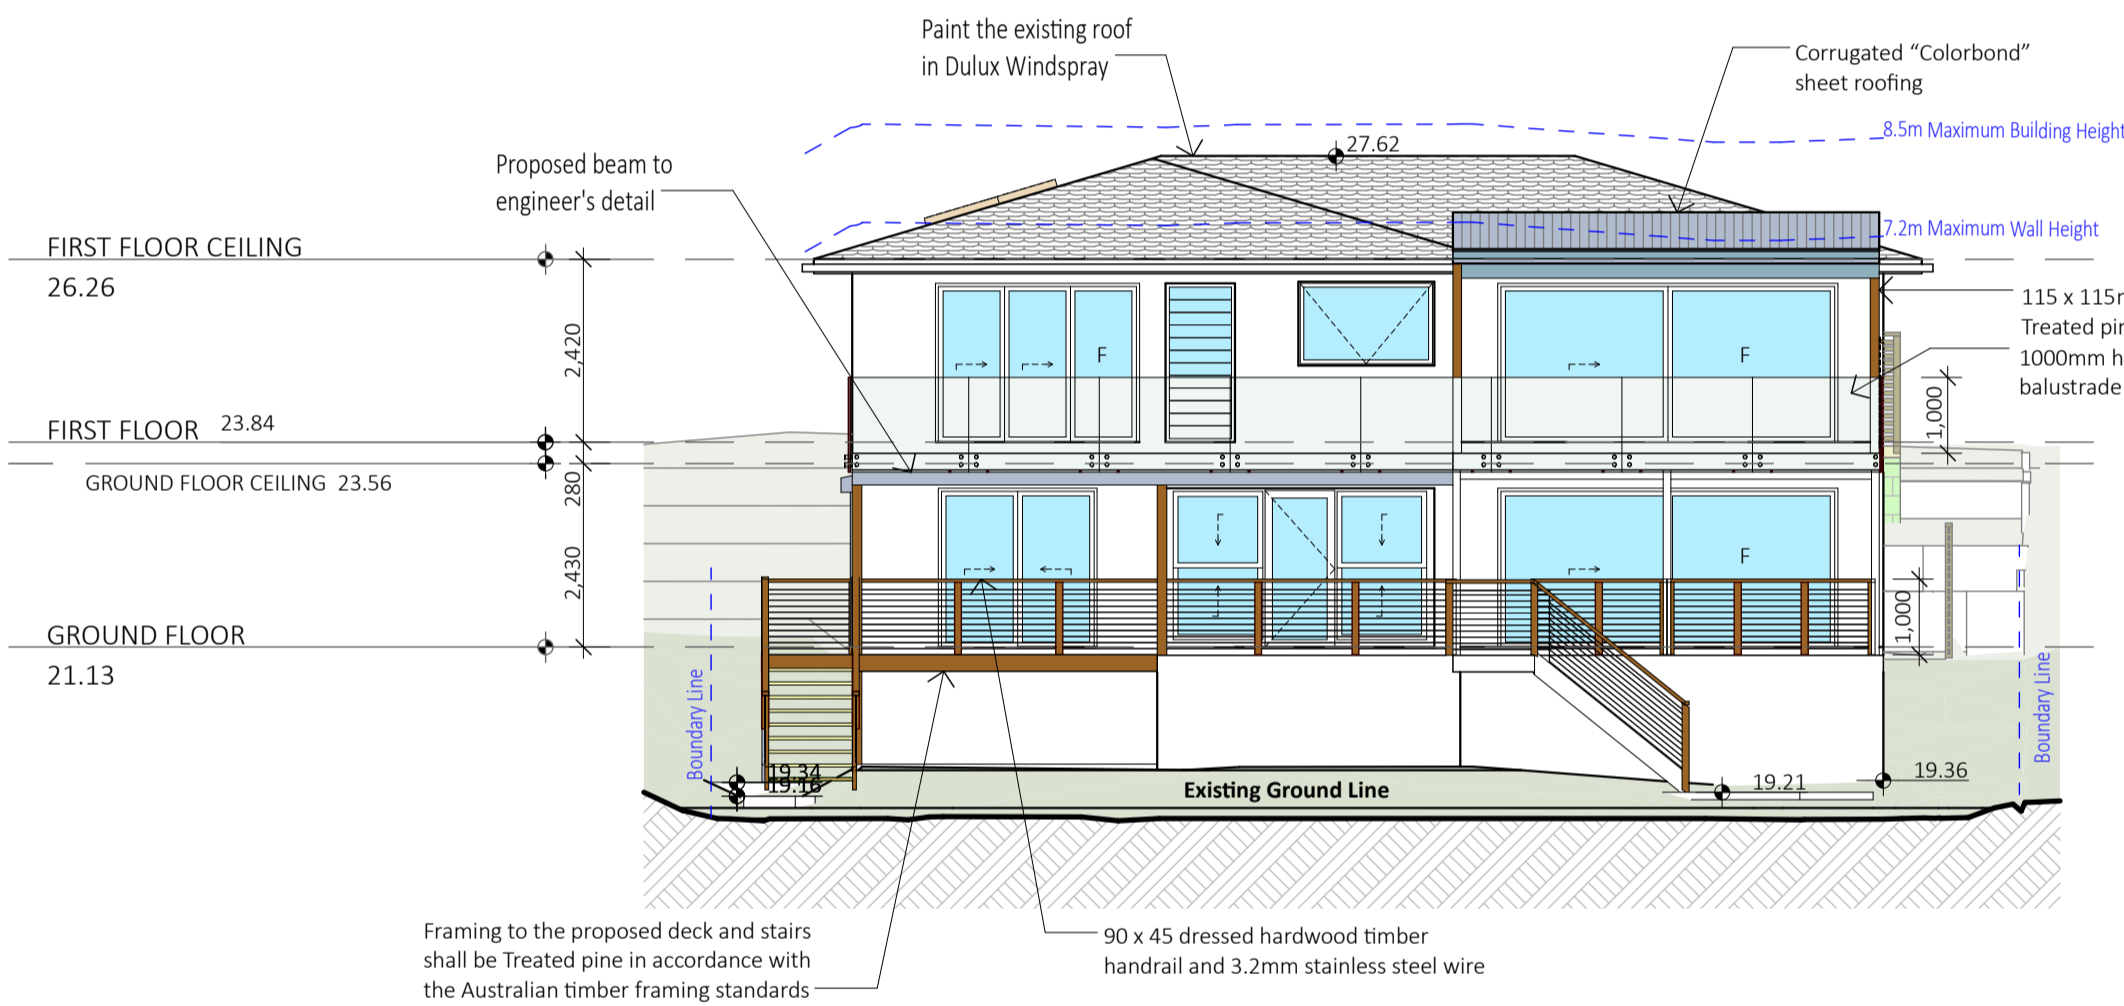 Paint the existing roof
in Dulux Windspray
Corrugated “Colorbond”
sheet roofing
8.5m Maximum Building Height
27.62
Proposed beam to
engineer's detail
7.2m Maximum Wall Height
FIRST FLOOR CEILING
26.26
115 x 115
Treated
1000mm
balustrade
2,420
F
F
1,000
FIRST FLOOR 23.84
GROUND FLOOR CEILING 23.56
280
2,430
F
1,000
GROUND FLOOR
21.13
Boundary Line
Boundary Line
19.34
19.16
Existing Ground Line
19.21
19.36
Framing to the proposed deck and stairs
shall be Treated pine in accordance with
the Australian timber framing standards
90 x 45 dressed hardwood timber
handrail and 3.2mm stainless steel wire